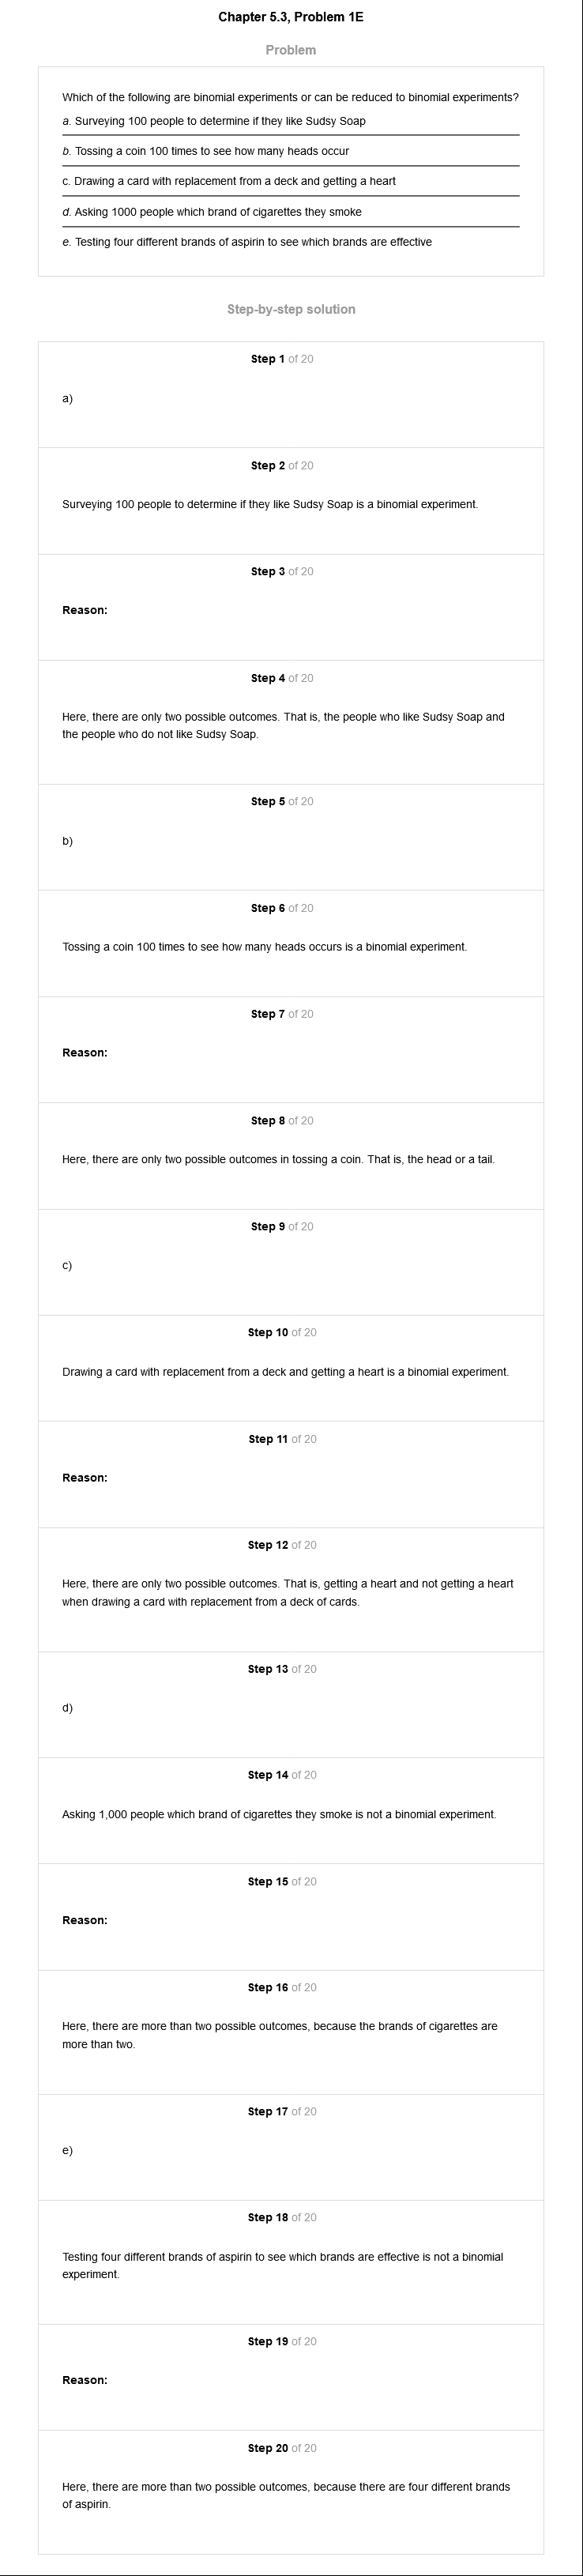 Chapter 5.3, Problem 1E
Problem
Which of the following are binomial experiments or can be reduced to binomial experiments?
a. Surveying 100 people to determine if they like Sudsy Soap
b. Tossing a coin 100 times to see how many heads occur
c. Drawing a card with replacement from a deck and getting a heart
d. Asking 1000 people which brand of cigarettes they smoke
e. Testing four different brands of aspirin to see which brands are effective
Step-by-step solution
Step 1 of 20
a)
Step 2 of 20
Surveying 100 people to determine if they like Sudsy Soap is a binomial experiment.
Step 3 of 20
Reason:
Step 4 of 20
Here, there are only two possible outcomes. That is, the people who like Sudsy Soap and
the people who do not like Sudsy Soap.
Step 5 of 20
b)
Step 6 of 20
Tossing a coin 100 times to see how many heads occurs is a binomial experiment.
Step 7 of 20
Reason:
Step 8 of 20
Here, there are only two possible outcomes in tossing a coin. That is, the head or a tail.
Step 9 of 20
c)
Step 10 of 20
Drawing a card with replacement from a deck and getting a heart is a binomial experiment.
Step 11 of 20
Reason:
Step 12 of 20
Here, there are only two possible outcomes. That is, getting a heart and not getting a heart
when drawing a card with replacement from a deck of cards.
Step 13 of 20
d)
Step 14 of 20
Asking 1,000 people which brand of cigarettes they smoke is not a binomial experiment.
Step 15 of 20
Reason:
Step 16 of 20
Here, there are more than two possible outcomes, because the brands of cigarettes are
more than two.
Step 17 of 20
e)
Step 18 of 20
Testing four different brands of aspirin to see which brands are effective is not a binomial
experiment.
Step 19 of 20
Reason:
Step 20 of 20
Here, there are more than two possible outcomes, because there are four different brands
of aspirin.